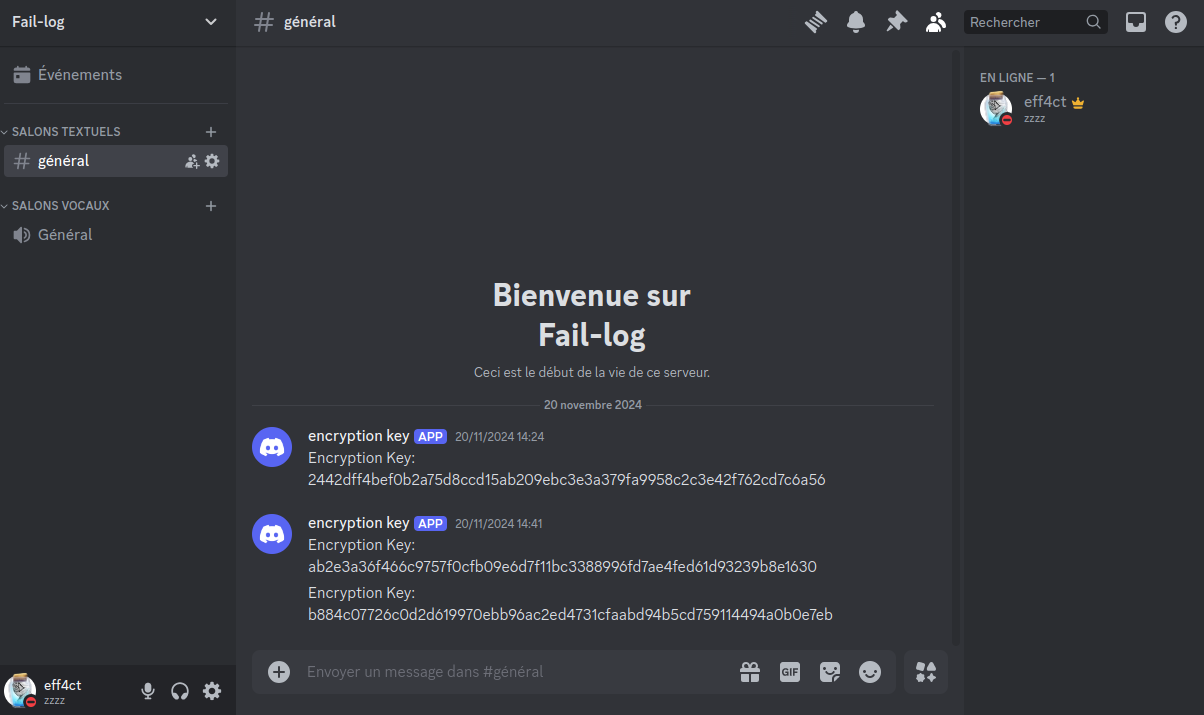 Fail-log
général
Rechercher
Événements
SALONS TEXTUELS
général
SALONS VOCAUX
Général
Bienvenue sur
Fail-log
Ceci est le début de la vie de ce serveur.
20 novembre 2024
encryption key APP 20/11/2024 14:24
Encryption Key:
2442dff4bef0b2a75d8ccd15ab209ebc3e3a379fa9958c2c3e42f762cd7c6a56
encryption key APP 20/11/2024 14:41
Encryption Key:
ab2e3a36f466c9757f0cfb09e6d7f11bc3388996fd7ae4fed61d93239b8e1630
Encryption Key:
b884c07726c0d2d619970ebb96ac2ed4731cfaabd94b5cd759114494a0b0e7eb
Envoyer un message dans #général
GIF
EN LIGNE — 1
eff4ct
zzzz
eff4ct
zzzz